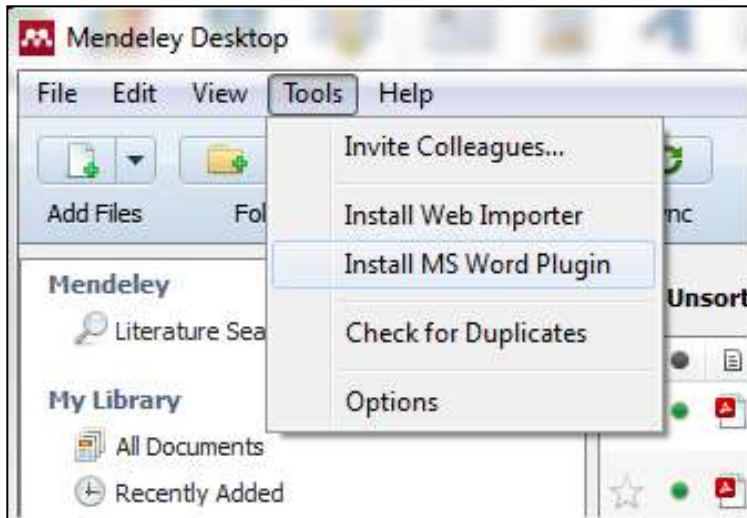 Mendeley Desktop
File Edit View Tools Help
Invite Colleagues...
Add Files
Install Web Importer
Install MS Word Plugin
Mendeley
Check for Duplicates
My Library
Options
All Documents
Recently Added